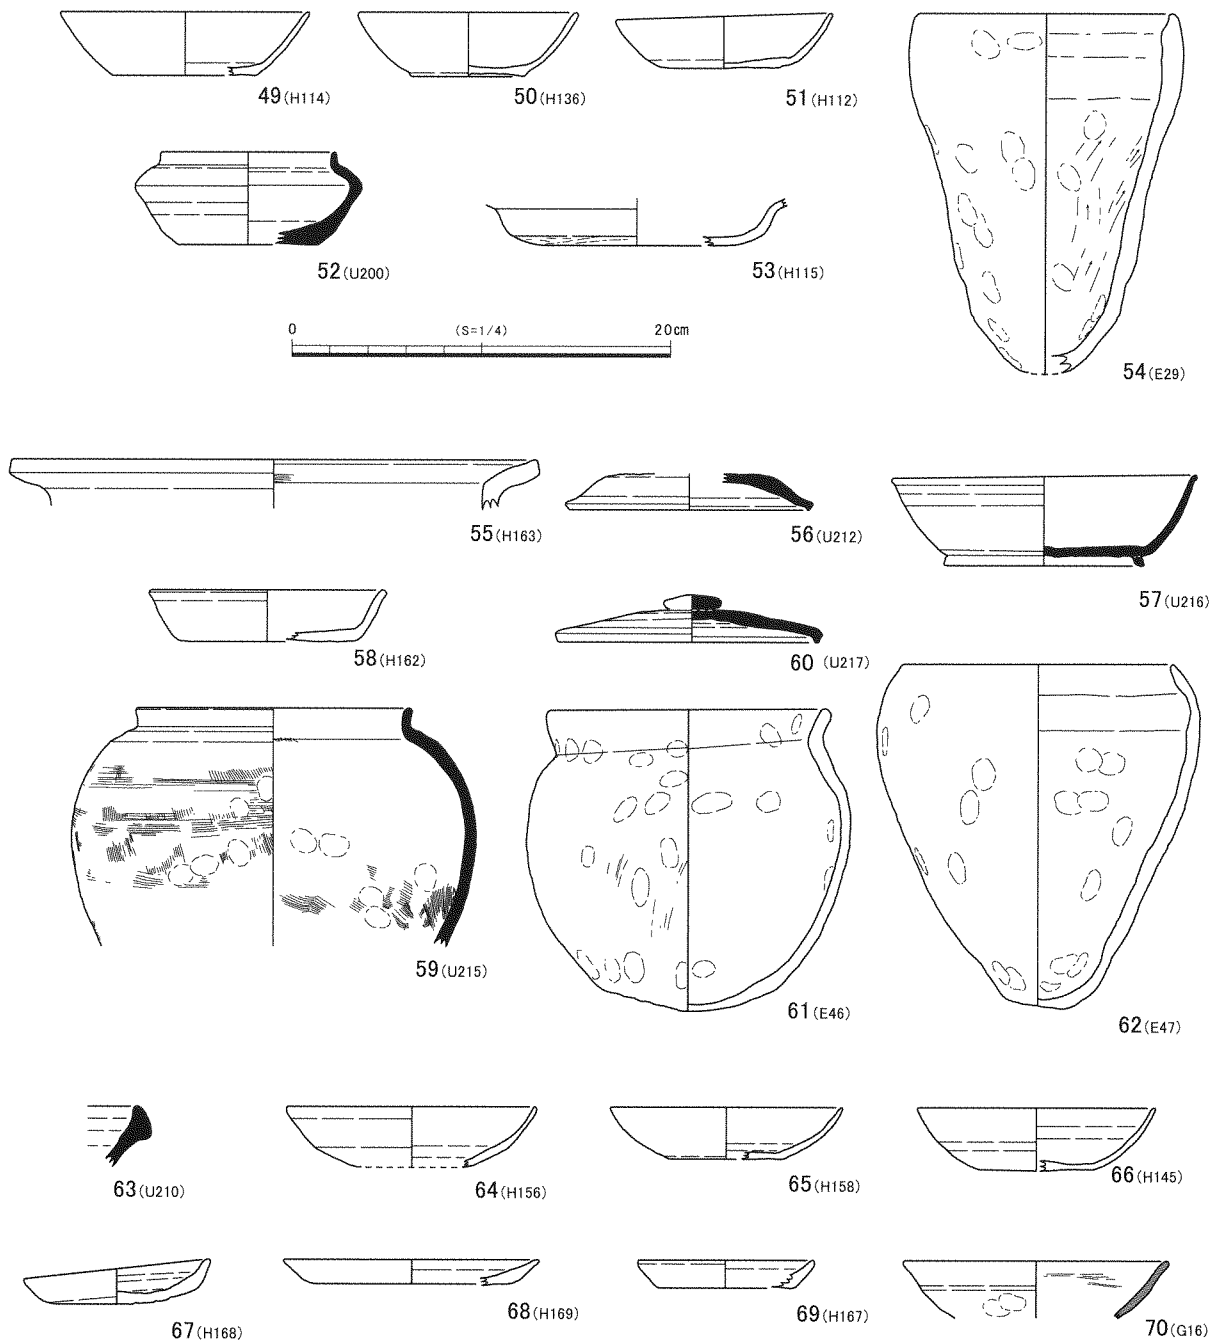 49(H114)
50(H136)
51(H112)
52(U200)
53(H115)
54(E29)
0 (S=1/4) 20cm
55(H163)
56(U212)
57(U216)
58(H162)
60 (U217)
59(U215)
61(E46)
62(E47)
63(U210)
64(H156)
65(H158)
66(H145)
67(H168)
68(H169)
69(H167)
70(G16)